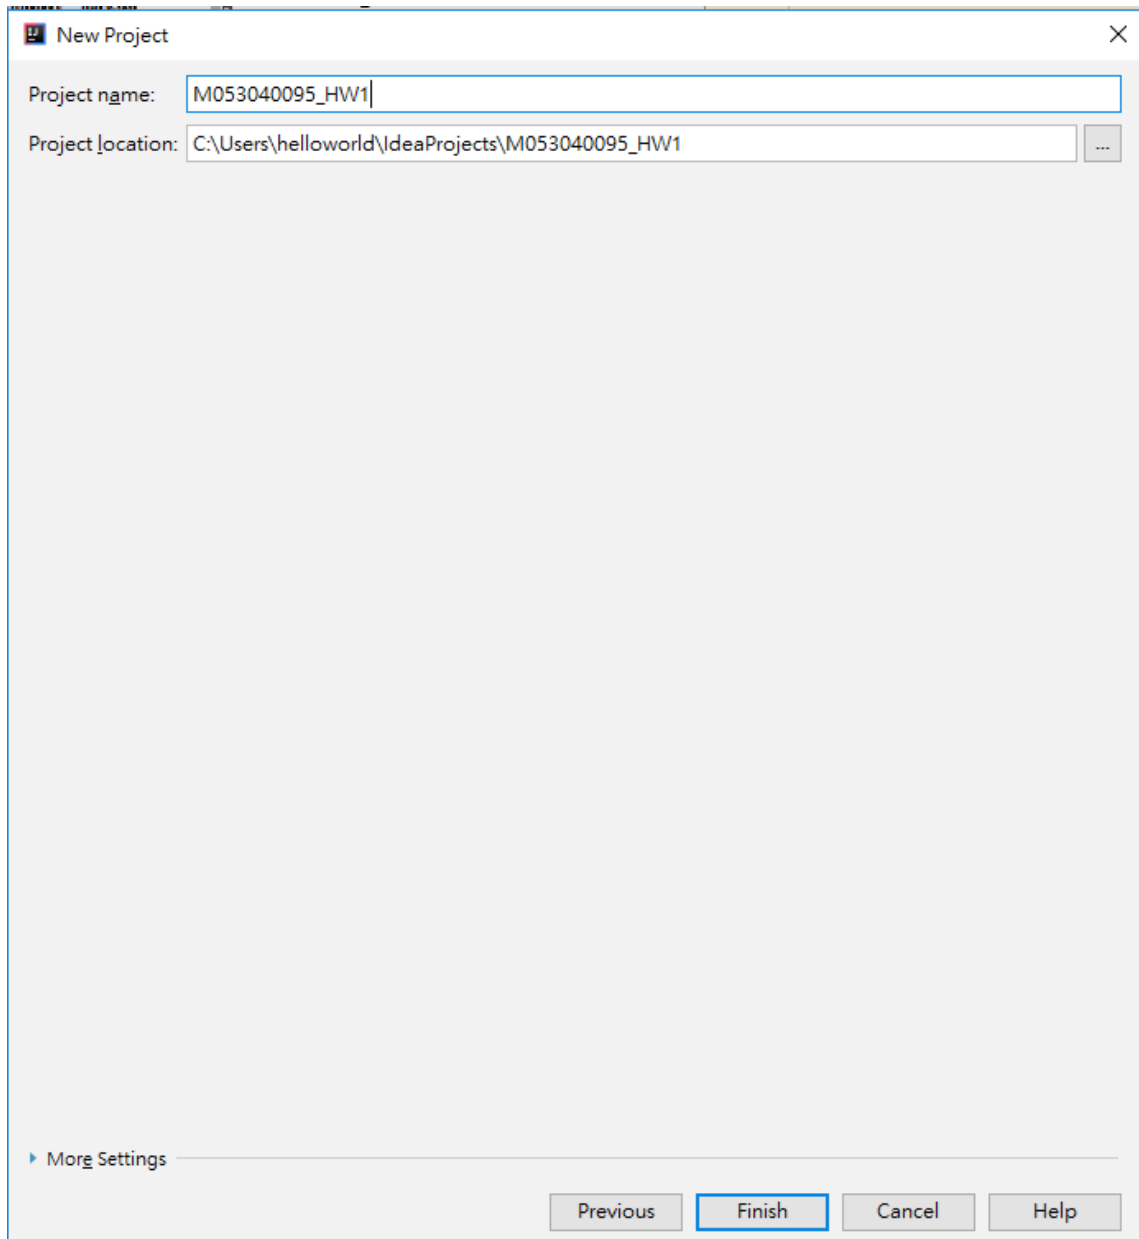 New Project
Project name: M053040095_HW1
Project location: C:\Users\helloworld\IdeaProjects\M053040095_HW1 ...
More Settings
Previous Finish Cancel Help